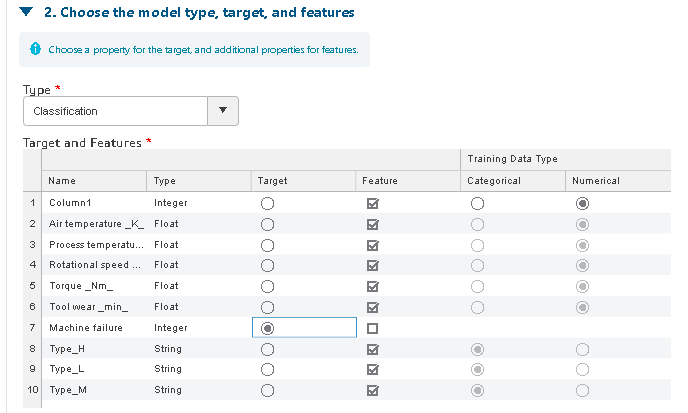 2. Choose the model type, target, and features
Choose a property for the target, and additional properties for features.
Type *
Classification
Target and Features *
Training Data Type
Name Type Target Feature Categorical Numerical
1 Column1 Integer
2 Air temperature _K_ Float
3 Process temperatu... Float
4 Rotational speed ... Float
5 Torque _Nm_ Float
6 Tool wear _min_ Float
7 Machine failure Integer
8 Type_H String
9 Type_L String
10 Type_M String